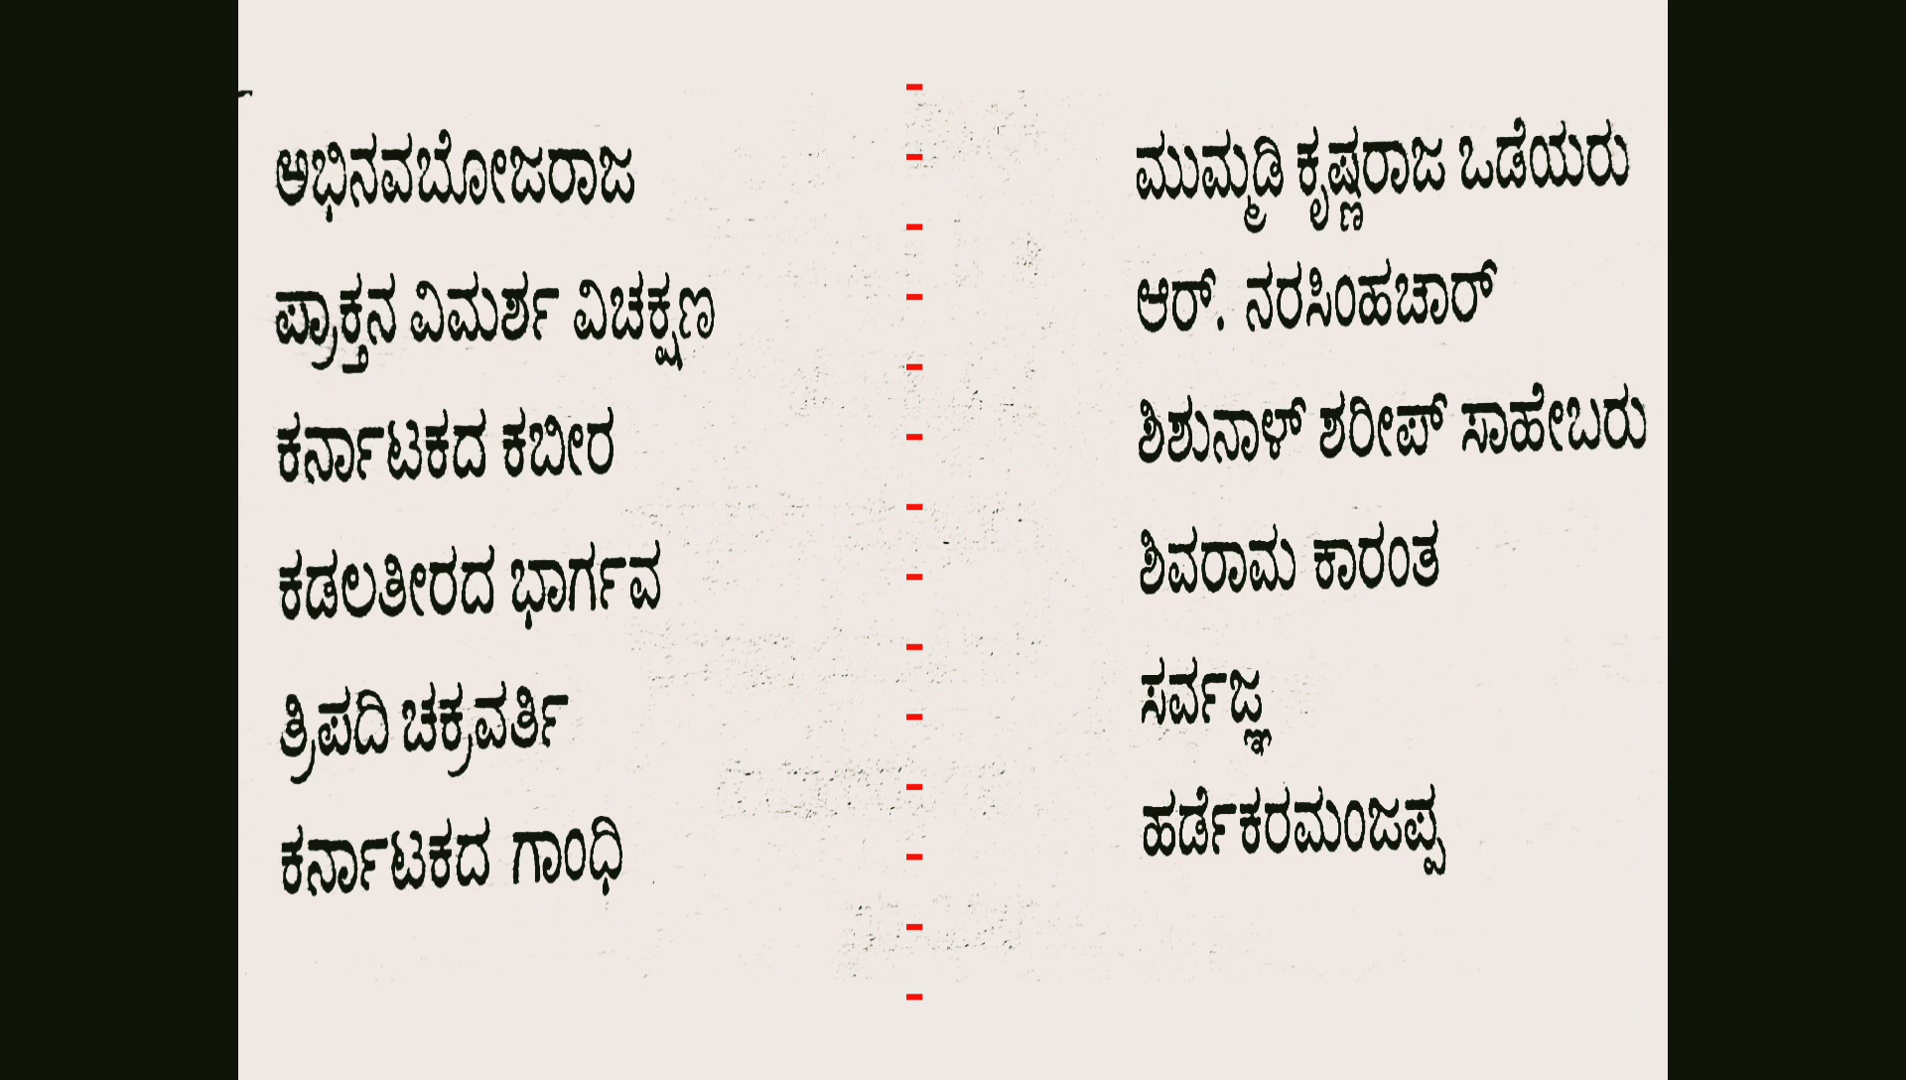 ಅಭಿನವಬೋಜರಾಜ
ಮುಮ್ಮಡಿ ಕೃಷ್ಣರಾಜ ಒಡೆಯರು
ಪ್ರಾಕ್ತನ ವಿಮರ್ಶ ವಿಚಕ್ಷಣ
ಆರ್. ನರಸಿಂಹಚಾರ್
ಕರ್ನಾಟಕದ ಕಬೀರ
ಶಿಶುನಾಳ್ ಶರೀಪ್ ಸಾಹೇಬರು
ಕಡಲತೀರದ ಭಾರ್ಗವ
ಶಿವರಾಮ ಕಾರಂತ
ತ್ರಿಪದಿ ಚಕ್ರವರ್ತಿ
ಸರ್ವಜ್ಞ
ಕರ್ನಾಟಕದ ಗಾಂಧಿ
ಹರ್ಡೆಕರಮಂಜಪ್ಪ